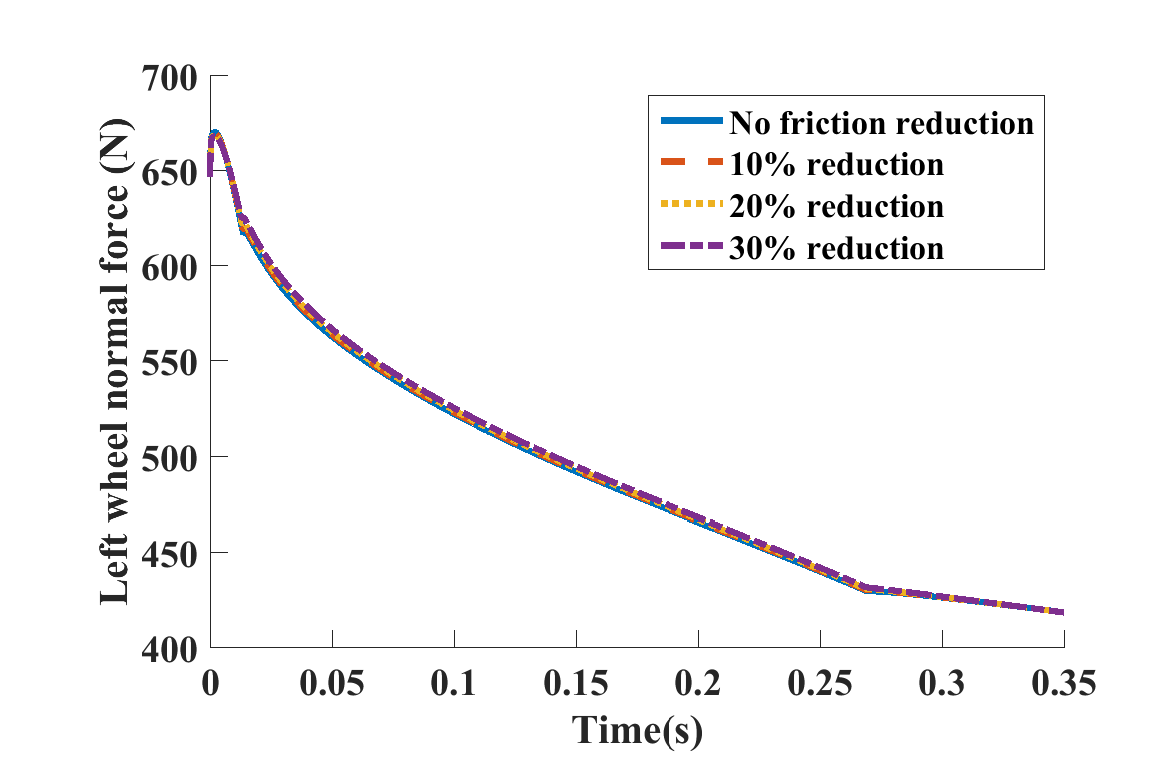 Left wheel normal force (N)
700
650
600
550
500
450
400
No friction reduction
10% reduction
20% reduction
30% reduction
0 0.05 0.1 0.15 0.2 0.25 0.3 0.35
Time(s)